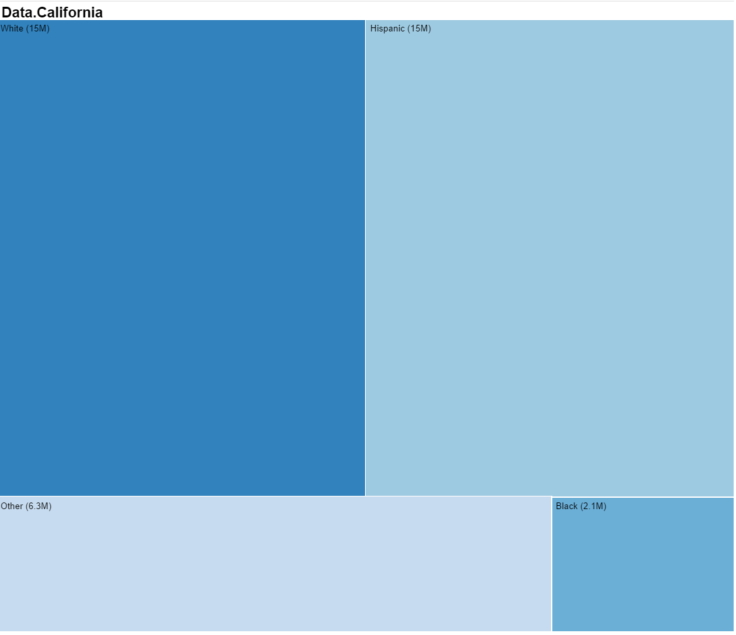 Data.California
White (15M)
Hispanic (15M)
Other (6.3M)
Black (2.1M)